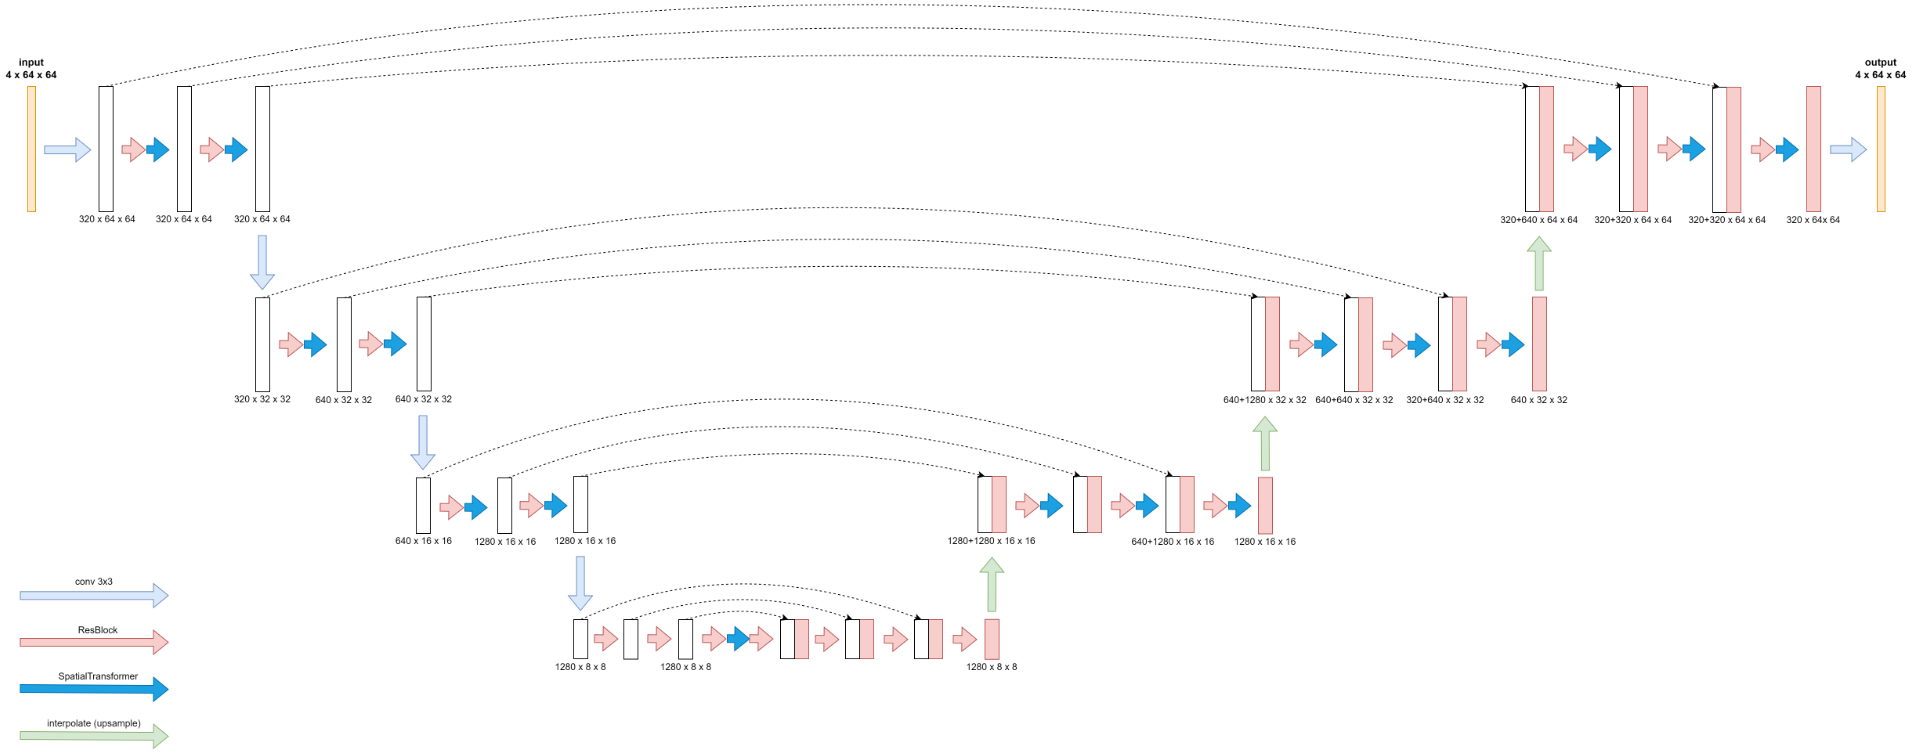 input
4 x 64 x 64
output
4 x 64 x 64
320 x 64 x 64
320 x 64 x 64
320 x 64 x 64
320+640 x 64 x 64
320+320 x 64 x 64
320+320 x 64 x 64
320 x 64x 64
320 x 32 x 32
640 x 32 x 32
640 x 32 x 32
640+1280 x 32 x 32
640+640 x 32 x 32
320+640 x 32 x 32
640 x 32 x 32
640 x 16 x 16
1280 x 16 x 16
1280 x 16 x 16
1280+1280 x 16 x 16
640+1280 x 16 x 16
1280 x 16 x 16
1280 x 8 x 8
1280 x 8 x 8
1280 x 8 x 8
conv 3x3
ResBlock
SpatialTransformer
interpolate (upsample)